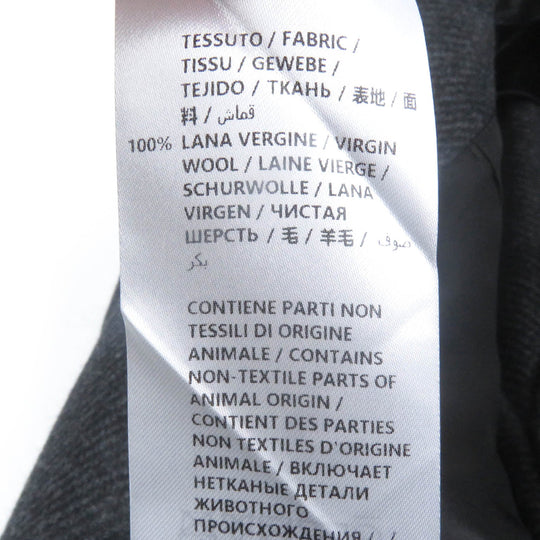 TESSUTO / FABRIC /
TISSU / GEWEBE /
TEJIDO / ТКАНЬ / 表地 / 面
料 / قماش /
100% LANA VERGINE / VIRGIN
WOOL / LAINE VIERGE /
SCHURWOLLE / LANA
VIRGEN / ЧИСТАЯ
ШЕРСТЬ / 毛 / 羊毛 / صوف
بكر
CONTIENE PARTI NON
TESSILI DI ORIGINE
ANIMALE / CONTAINS
NON-TEXTILE PARTS OF
ANIMAL ORIGIN /
CONTIENT DES PARTIES
NON TEXTILES D'ORIGINE
ANIMALE / ВКЛЮЧАЕТ
НЕТКАНЫЕ ДЕТАЛИ
ЖИВОТНОГО
ПРОИСХОЖДЕНИЯ / /